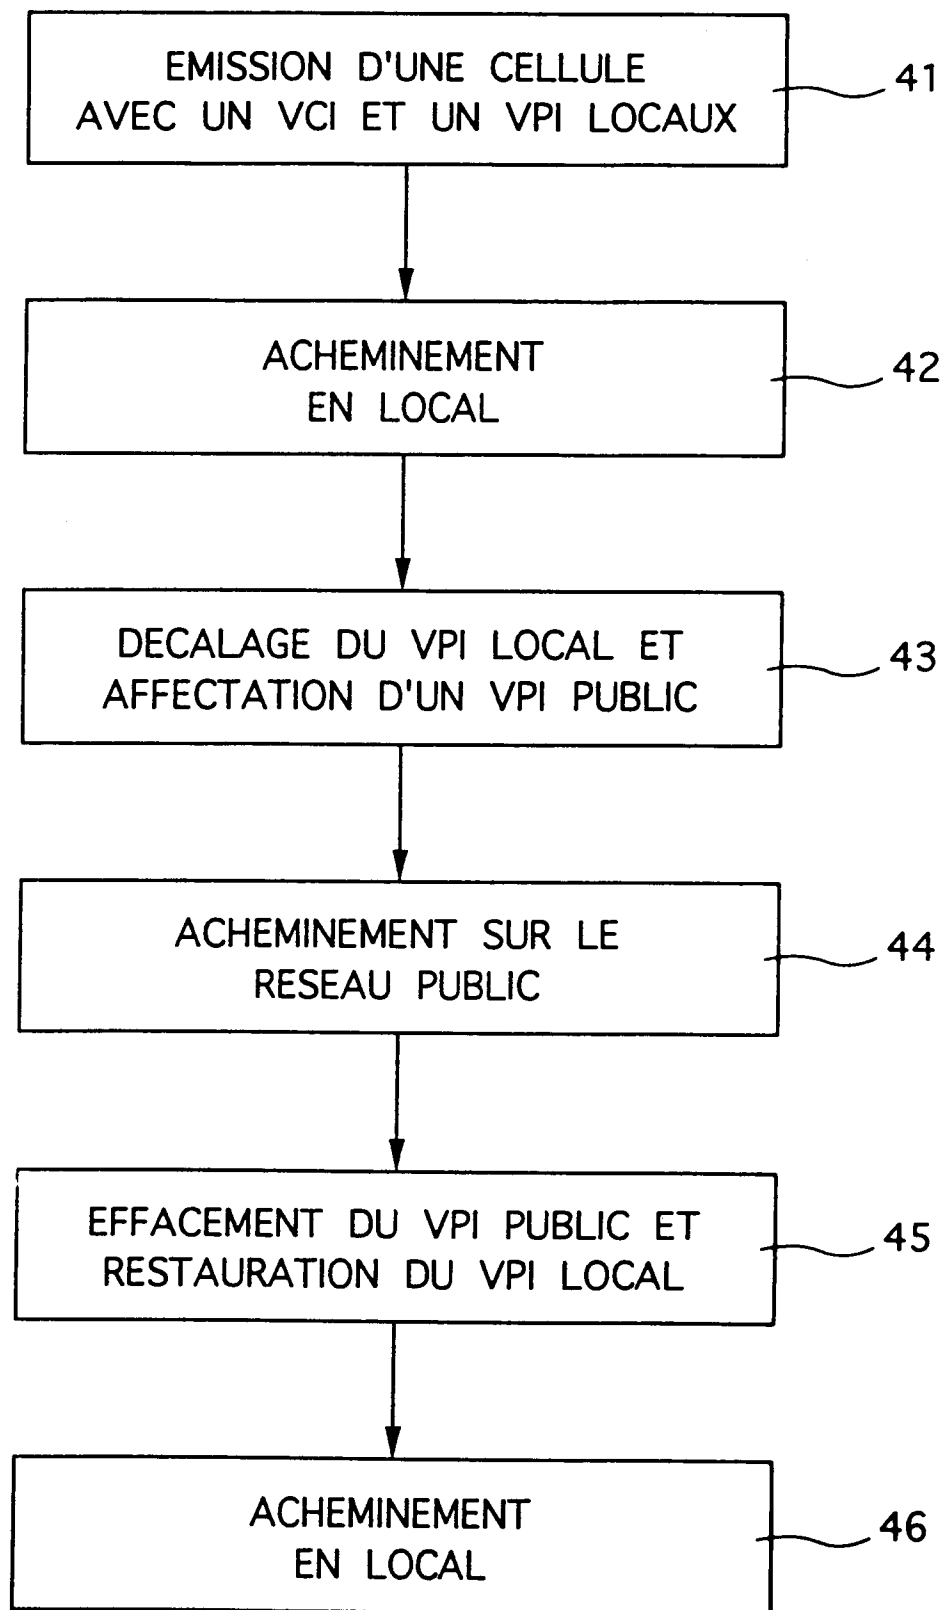 EMISSION D'UNE CELLULE
AVEC UN VCI ET UN VPI LOCAUX
41
ACHEMINEMENT
EN LOCAL
42
DECALAGE DU VPI LOCAL ET
AFFECTATION D'UN VPI PUBLIC
43
ACHEMINEMENT SUR LE
RESEAU PUBLIC
44
EFFACEMENT DU VPI PUBLIC ET
RESTAURATION DU VPI LOCAL
45
ACHEMINEMENT
EN LOCAL
46